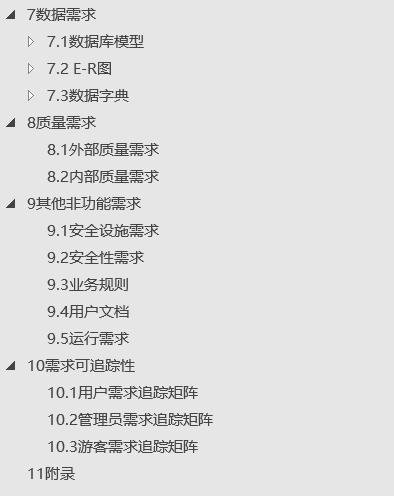 7数据需求
7.1数据库模型
7.2 E-R图
7.3数据字典
8质量需求
8.1外部质量需求
8.2内部质量需求
9其他非功能需求
9.1安全设施需求
9.2安全性需求
9.3业务规则
9.4用户文档
9.5运行需求
10需求可追踪性
10.1用户需求追踪矩阵
10.2管理员需求追踪矩阵
10.3游客需求追踪矩阵
11附录